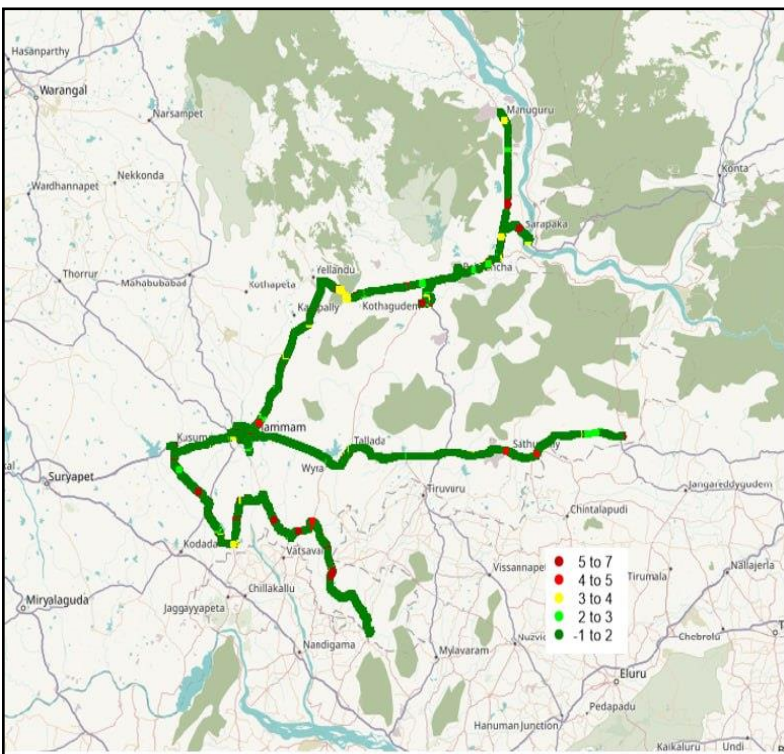 Hasanparthy
Warangal
Narsampet
Manuguru
Nekkonda
Wardhannapet
Konta
Sarapaka
Yellandu
Thorrur
Mahabubabad
Kothapeta
Kothagudem
Tallada
Wyra
Suryapet
Tiruvuru
Jangareddygudem
Chintalapudi
Kodada
Vatsavai
5 to 7
4 to 5
3 to 4
2 to 3
-1 to 2
Vissannapet
Tirumala
Nallajerla
Chillakallu
Jaggayyapeta
Miryalaguda
Nandigama
Mylavaram
Nuzvid
Chebrolu
Eluru
Pedapadu
Hanuman Junction
Kaikaluru
Undi